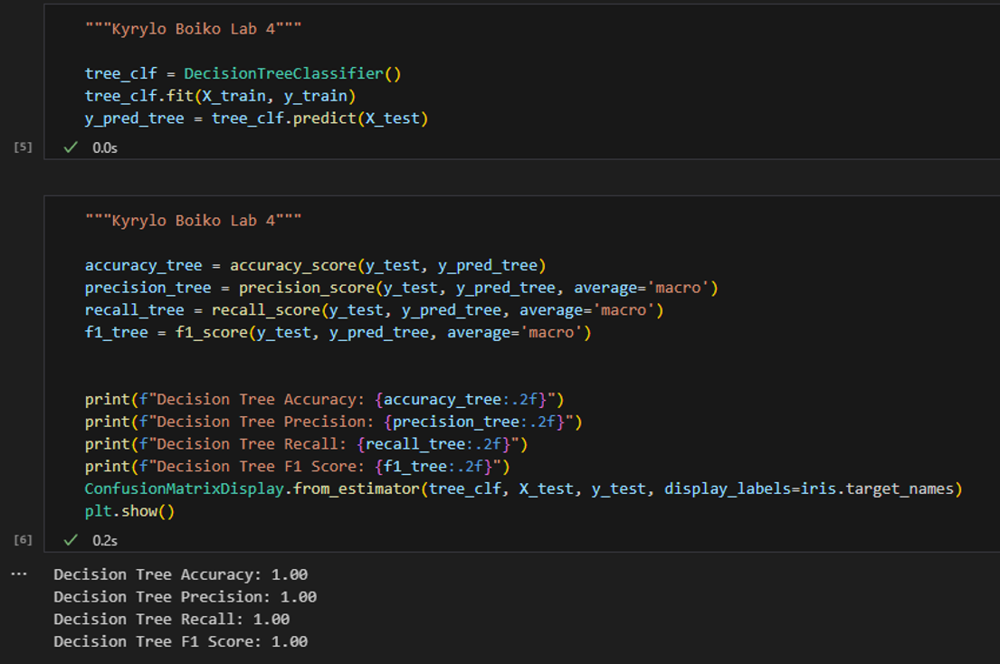 """Kyrylo Boiko Lab 4"""
tree_clf = DecisionTreeClassifier()
tree_clf.fit(X_train, y_train)
y_pred_tree = tree_clf.predict(X_test)
[5]
✓ 0.0s
"""Kyrylo Boiko Lab 4"""
accuracy_tree = accuracy_score(y_test, y_pred_tree)
precision_tree = precision_score(y_test, y_pred_tree, average='macro')
recall_tree = recall_score(y_test, y_pred_tree, average='macro')
f1_tree = f1_score(y_test, y_pred_tree, average='macro')
print(f"Decision Tree Accuracy: {accuracy_tree:.2f}")
print(f"Decision Tree Precision: {precision_tree:.2f}")
print(f"Decision Tree Recall: {recall_tree:.2f}")
print(f"Decision Tree F1 Score: {f1_tree:.2f}")
ConfusionMatrixDisplay.from_estimator(tree_clf, X_test, y_test, display_labels=iris.target_names)
plt.show()
[6]
✓ 0.2s
... Decision Tree Accuracy: 1.00
Decision Tree Precision: 1.00
Decision Tree Recall: 1.00
Decision Tree F1 Score: 1.00